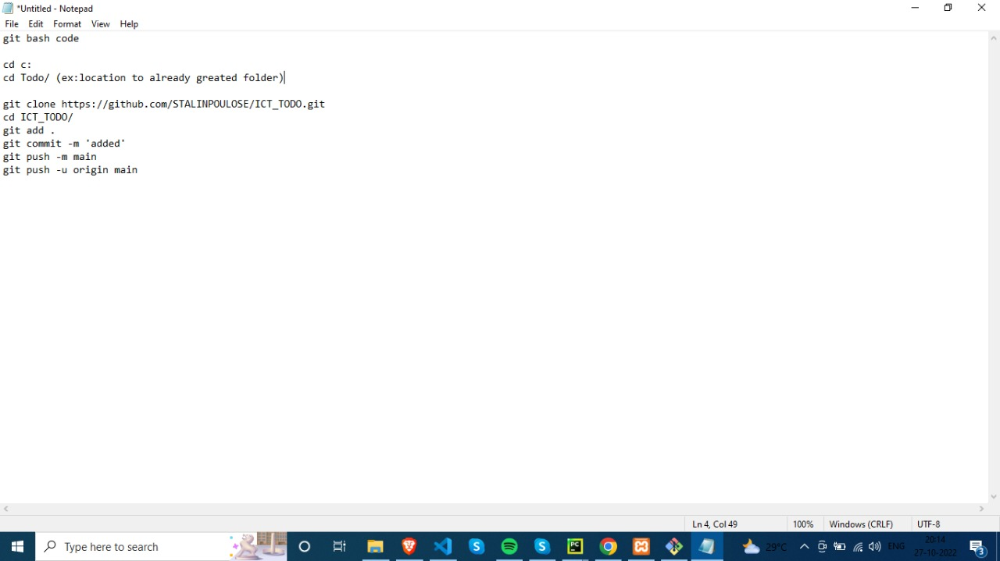 *Untitled - Notepad
File Edit Format View Help
git bash code
cd c:
cd Todo/ (ex:location to already greated folder)
git clone https://github.com/STALINPOULOSE/ICT_TODO.git
cd ICT_TODO/
git add .
git commit -m 'added'
git push -m main
git push -u origin main
Ln 4, Col 49 100% Windows (CRLF) UTF-8
Type here to search
PC
29°C
ENG
20:14
27-10-2022
3